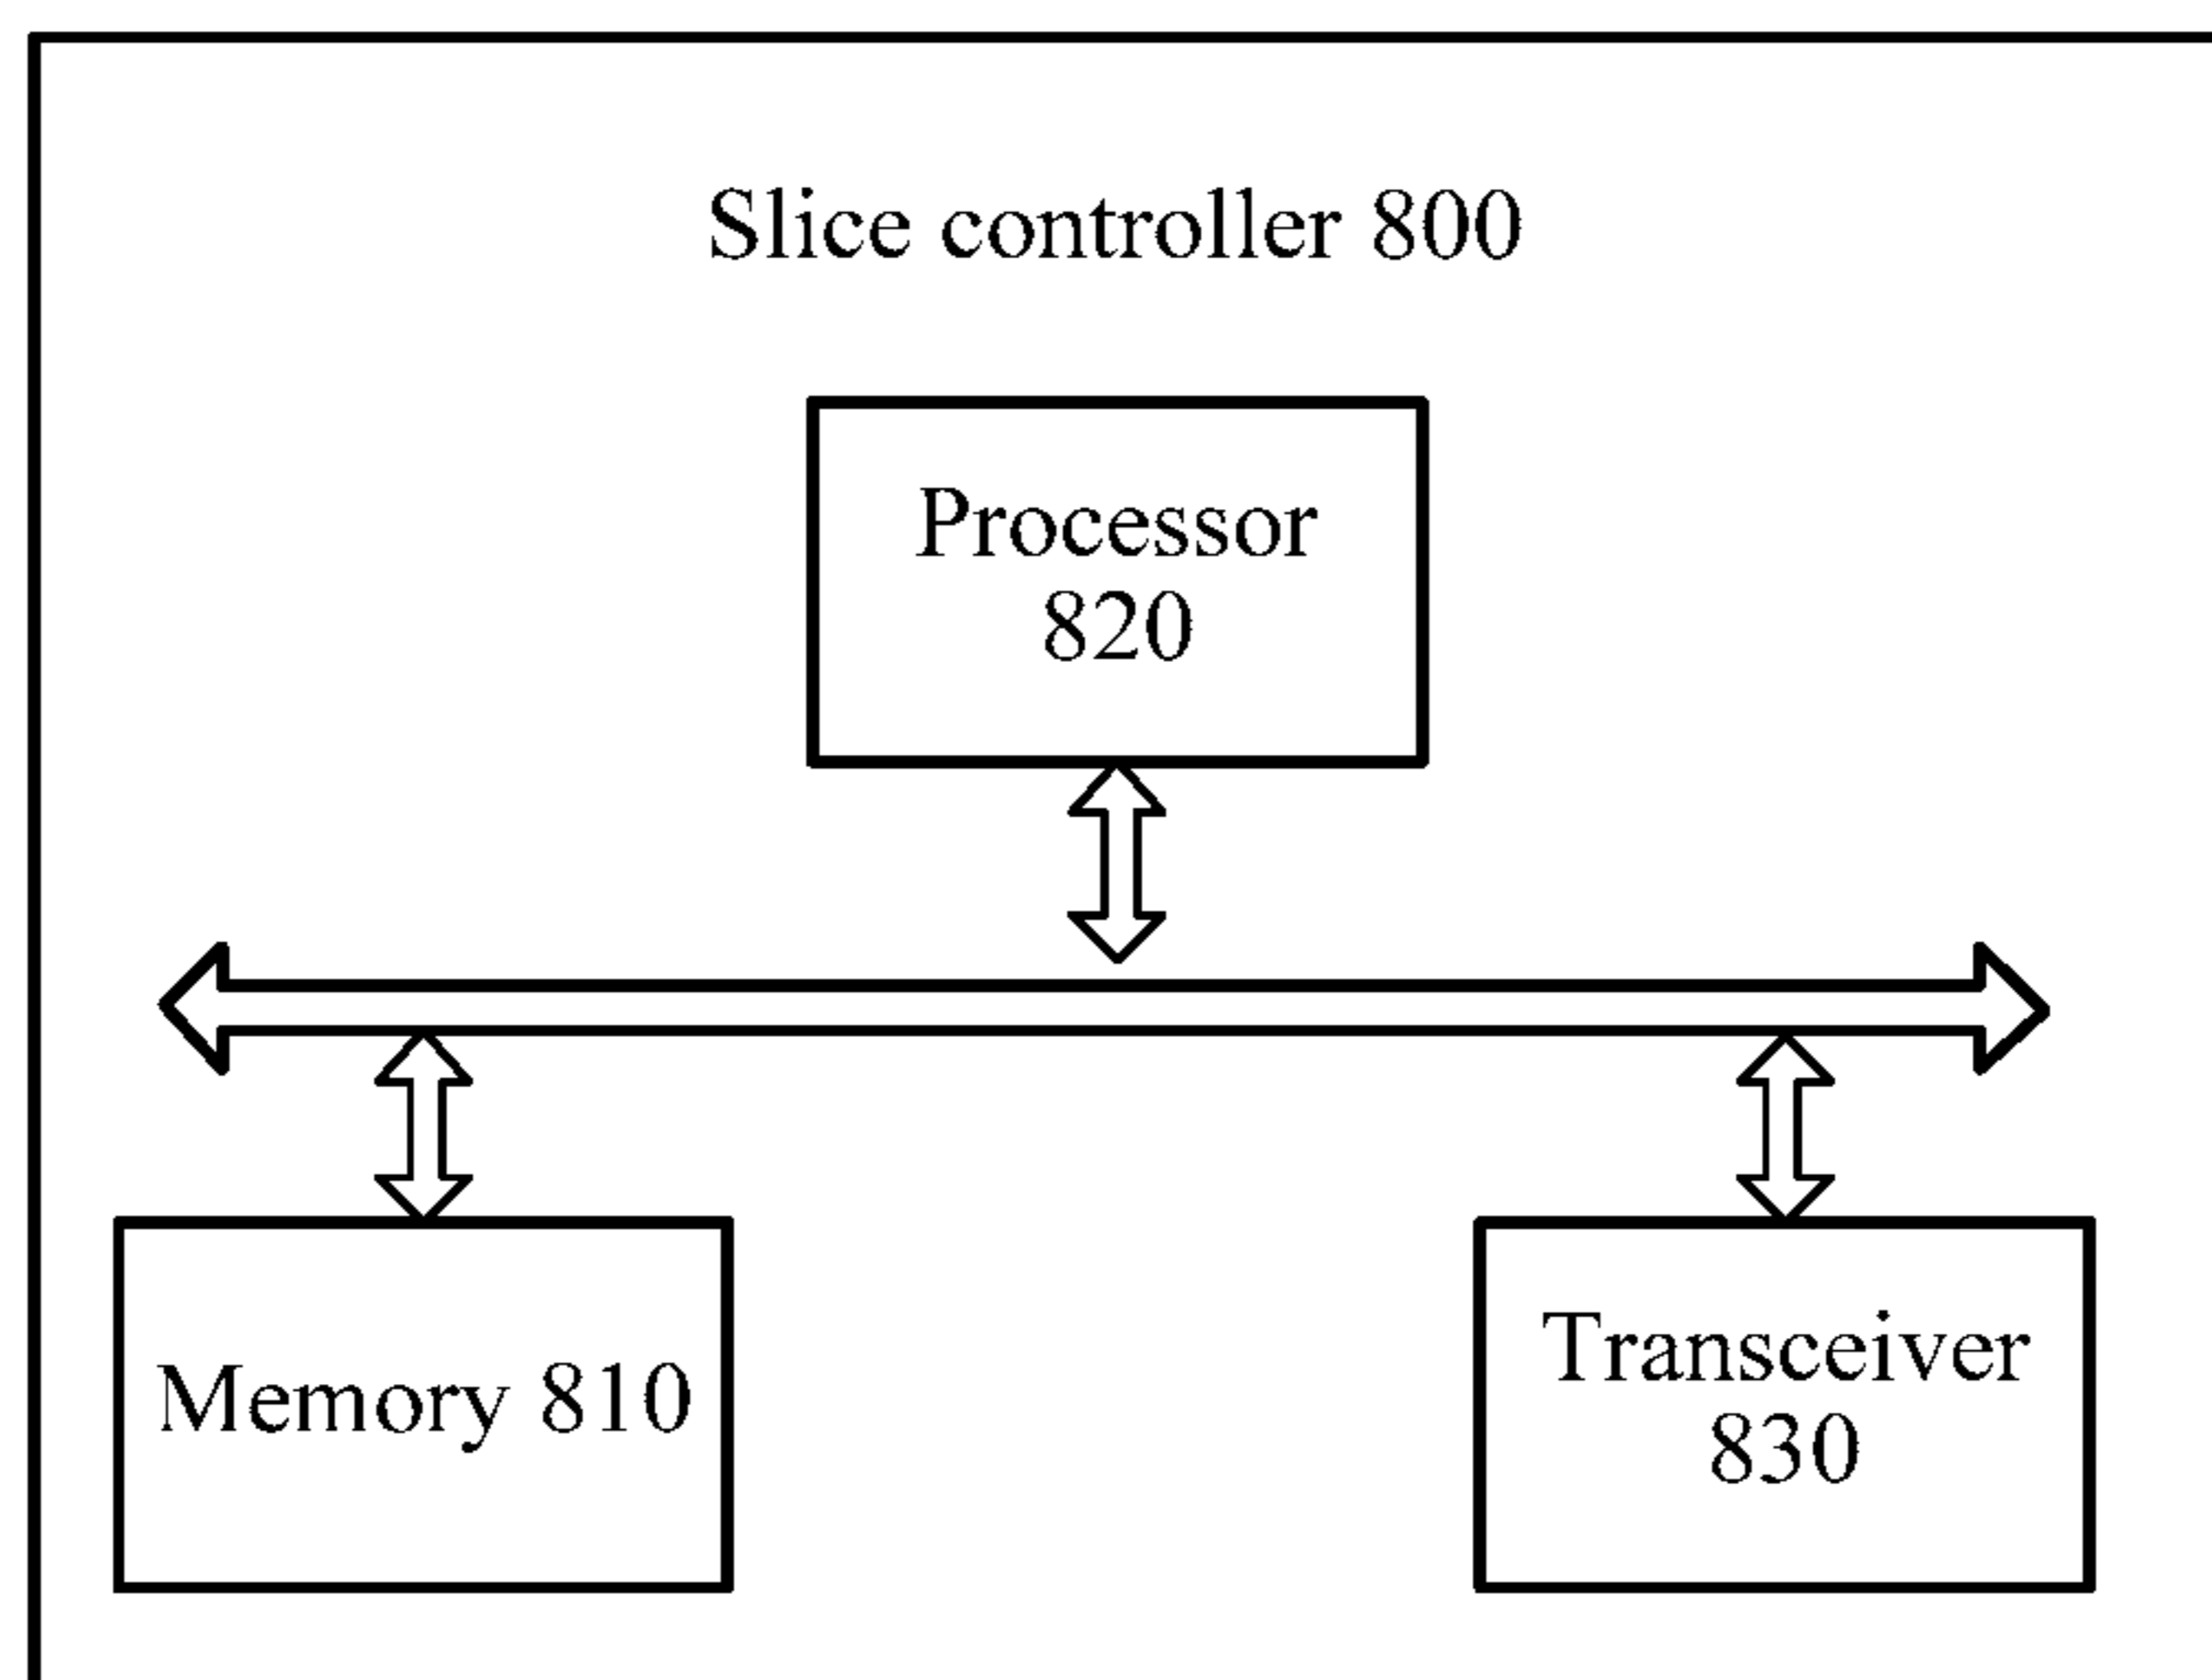 Slice controller 800
Processor
820
Memory 810
Transceiver
830